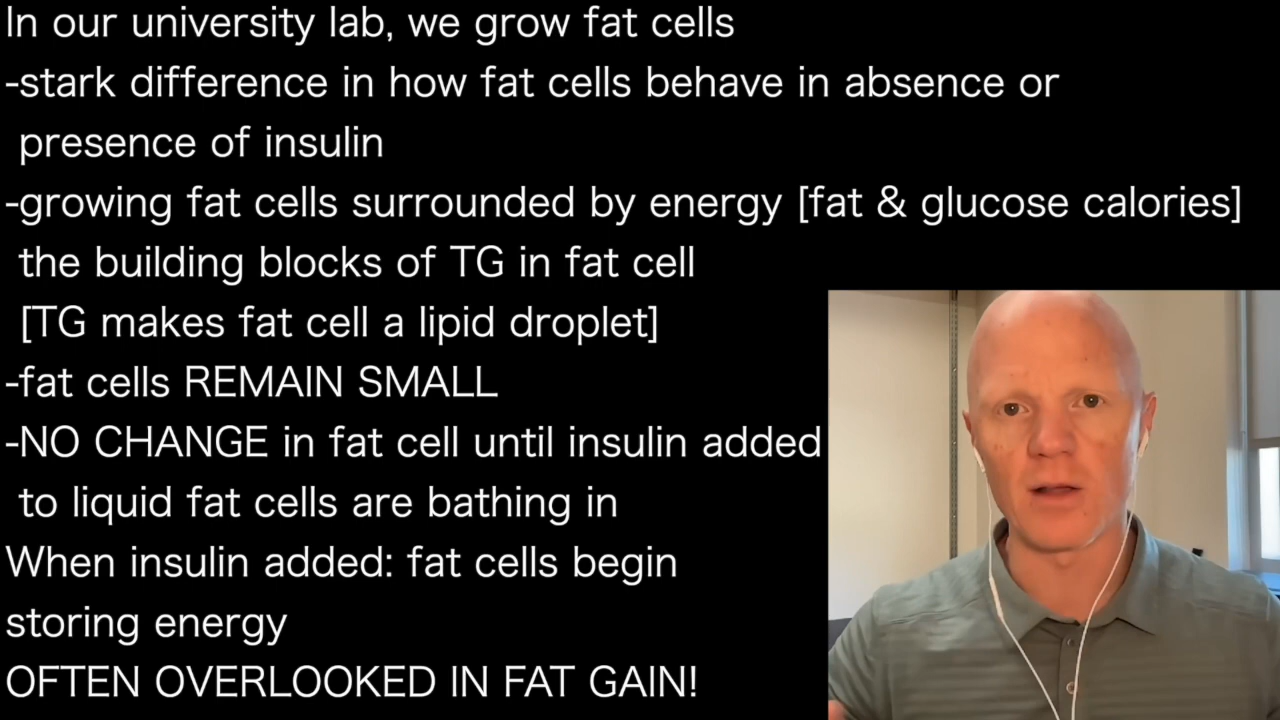 In our university lab, we grow fat cells
-stark difference in how fat cells behave in absence or
presence of insulin
-growing fat cells surrounded by energy [fat & glucose calories]
the building blocks of TG in fat cell
[TG makes fat cell a lipid droplet]
-fat cells REMAIN SMALL
-NO CHANGE in fat cell until insulin added
to liquid fat cells are bathing in
When insulin added: fat cells begin
storing energy
OFTEN OVERLOOKED IN FAT GAIN!